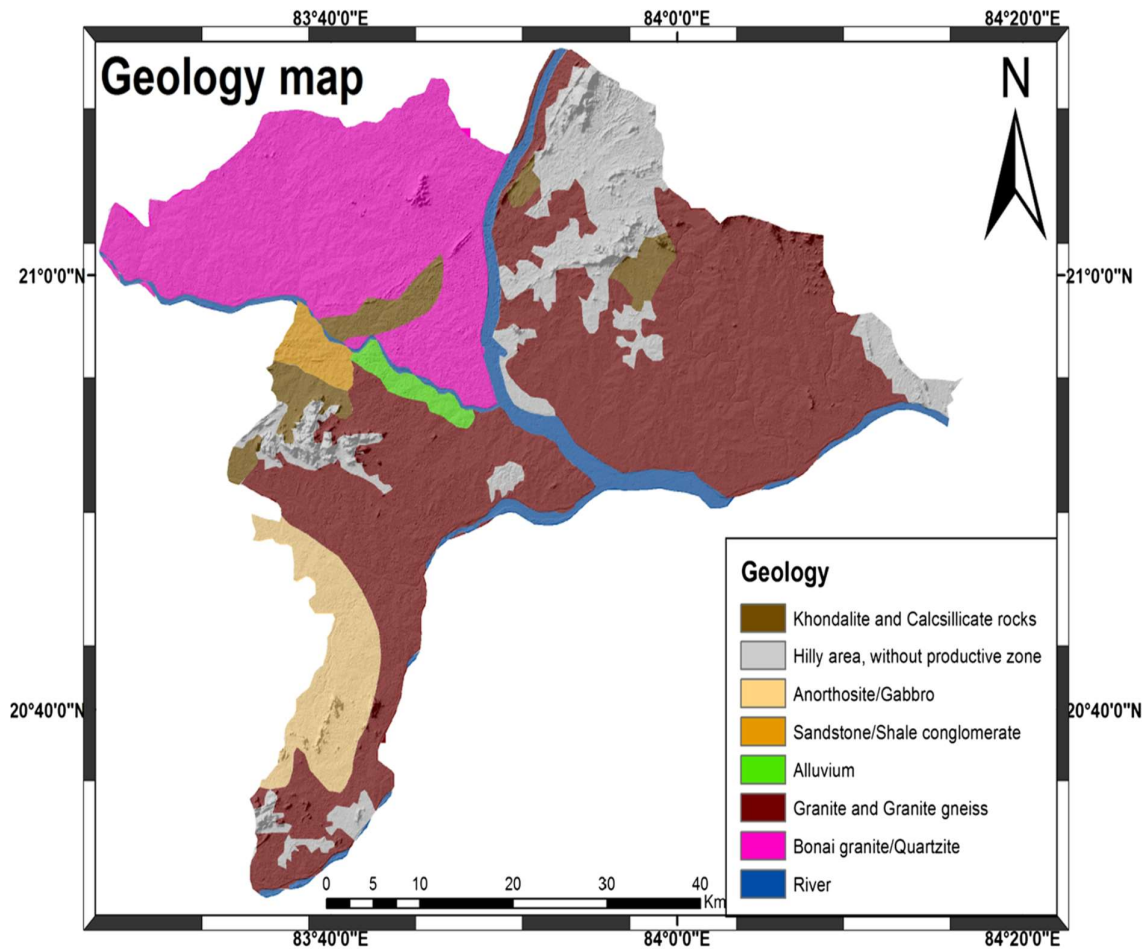 83°40'0"E 84°0'0"E 84°20'0"E
Geology map
N
21°0'0"N 21°0'0"N
Geology
Khondalite and Calcsillicate rocks
Hilly area, without productive zone
Anorthosite/Gabbro
20°40'0"N 20°40'0"N
Sandstone/Shale conglomerate
Alluvium
Granite and Granite gneiss
Bonai granite/Quartzite
River
0 5 10 20 30 40
Km
83°40'0"E 84°0'0"E 84°20'0"E